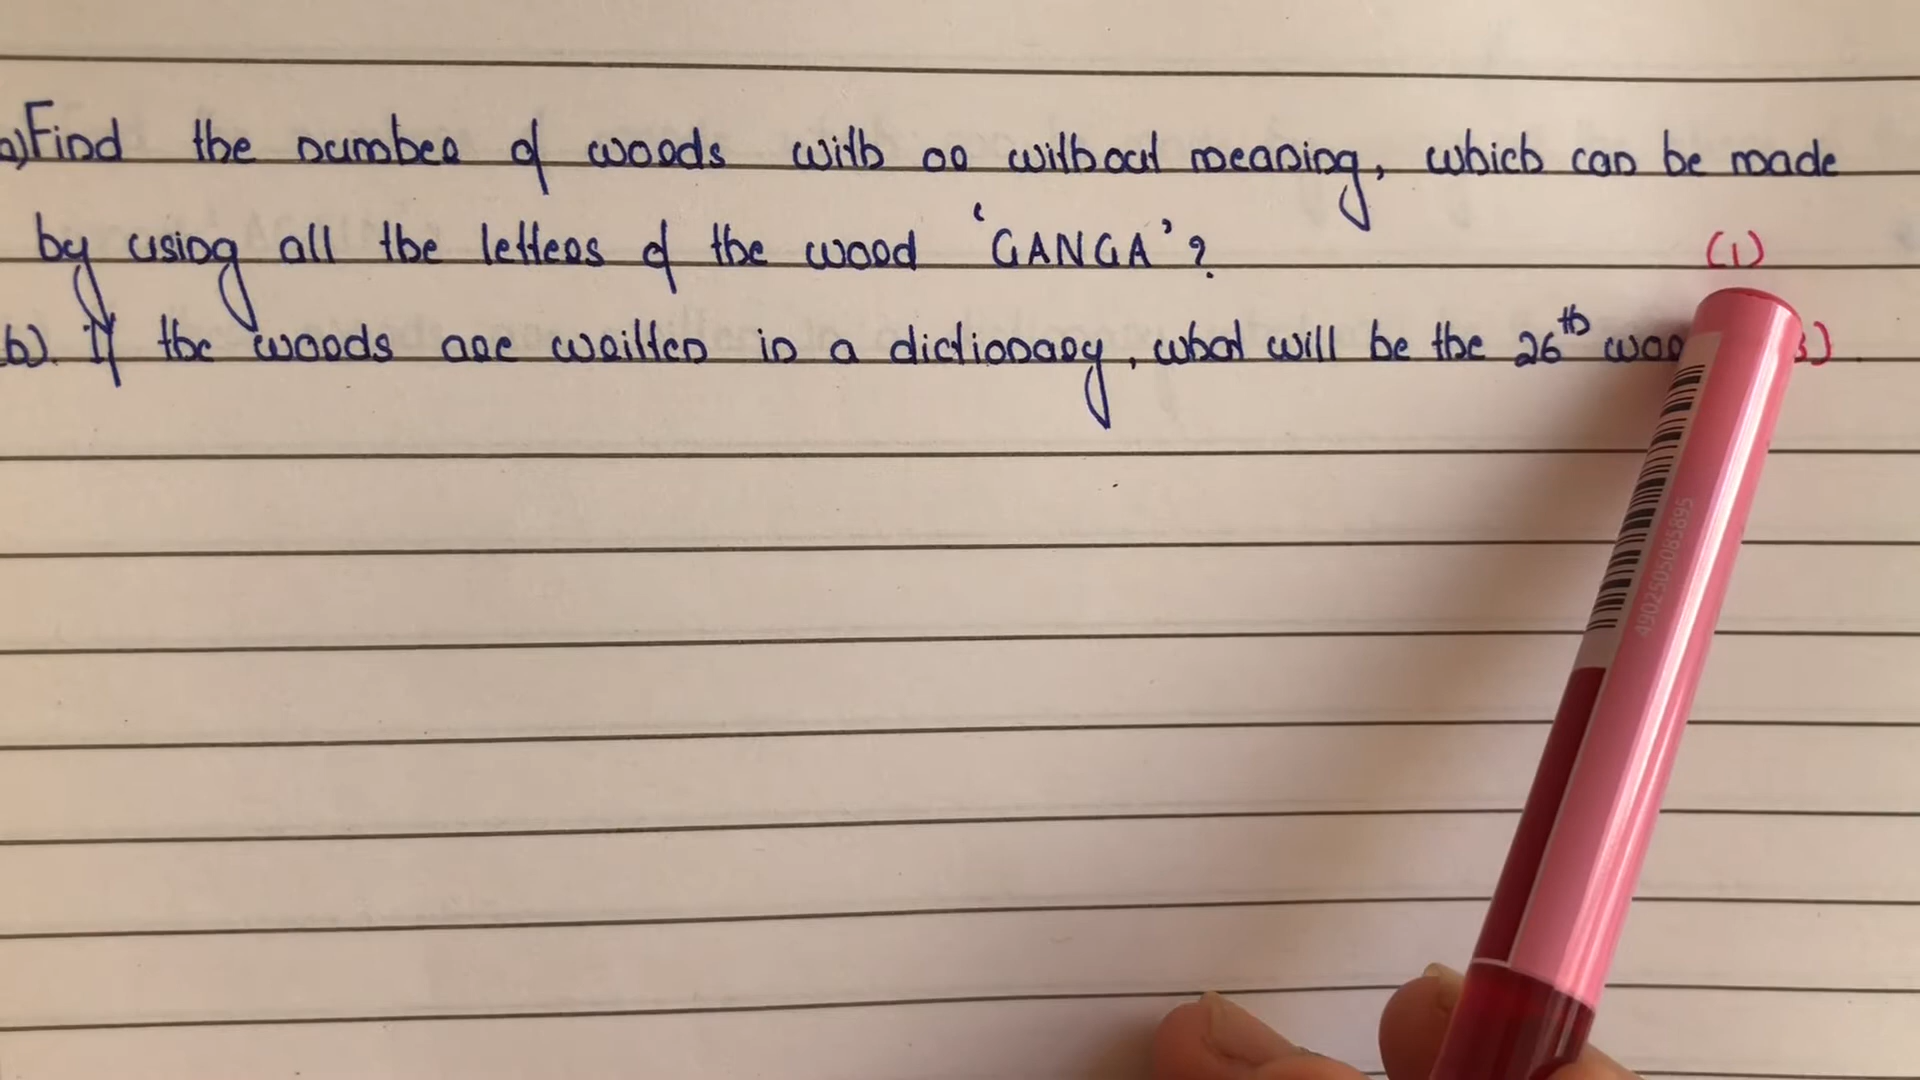 a) Find the number of words with or without meaning, which can be made
by using all the letters of the word 'GANGA'? (1)
b). If the words are written in a dictionary, what will be the 26th
4902505085895